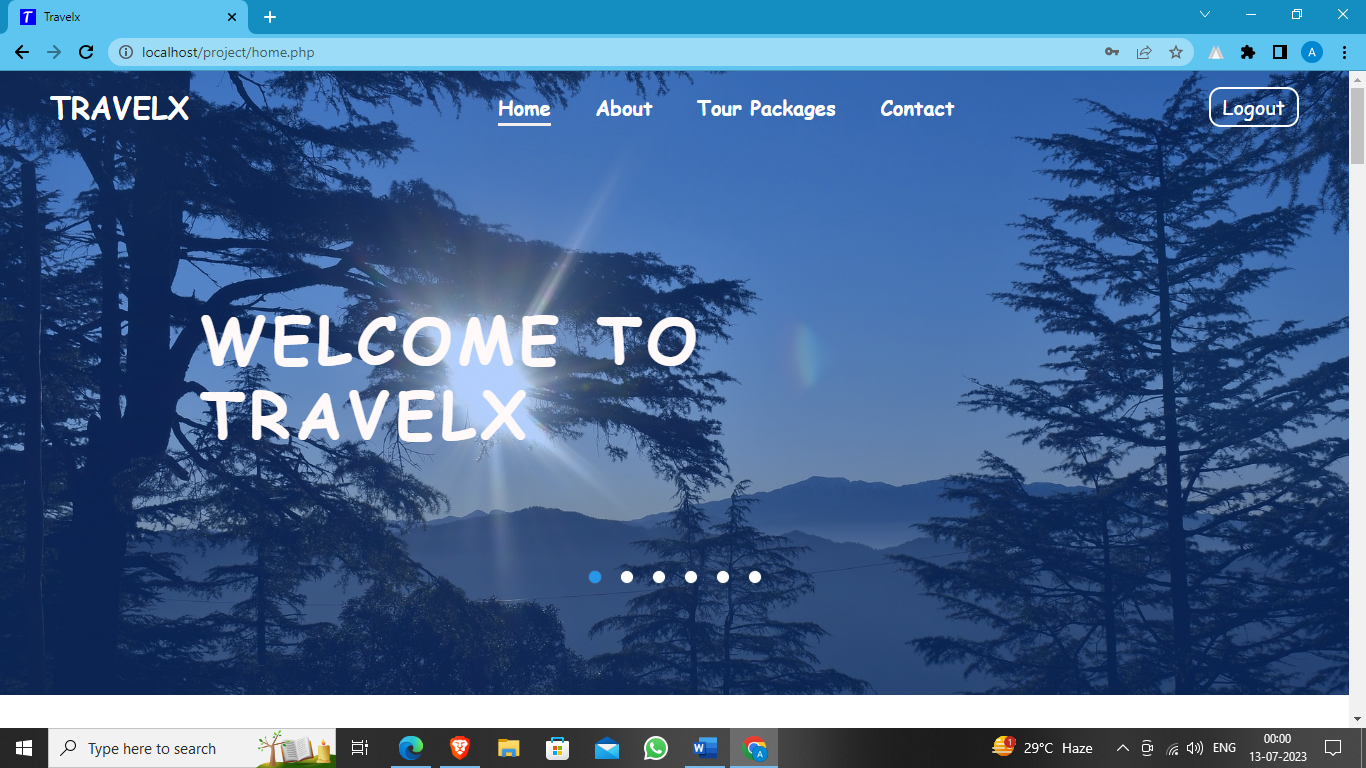 Travelx
localhost/project/home.php
A
TRAVELX
Home
About
Tour Packages
Contact
Logout
WELCOME TO
TRAVELX
Type here to search
W
A
1
29°C Haze
ENG
00:00
13-07-2023